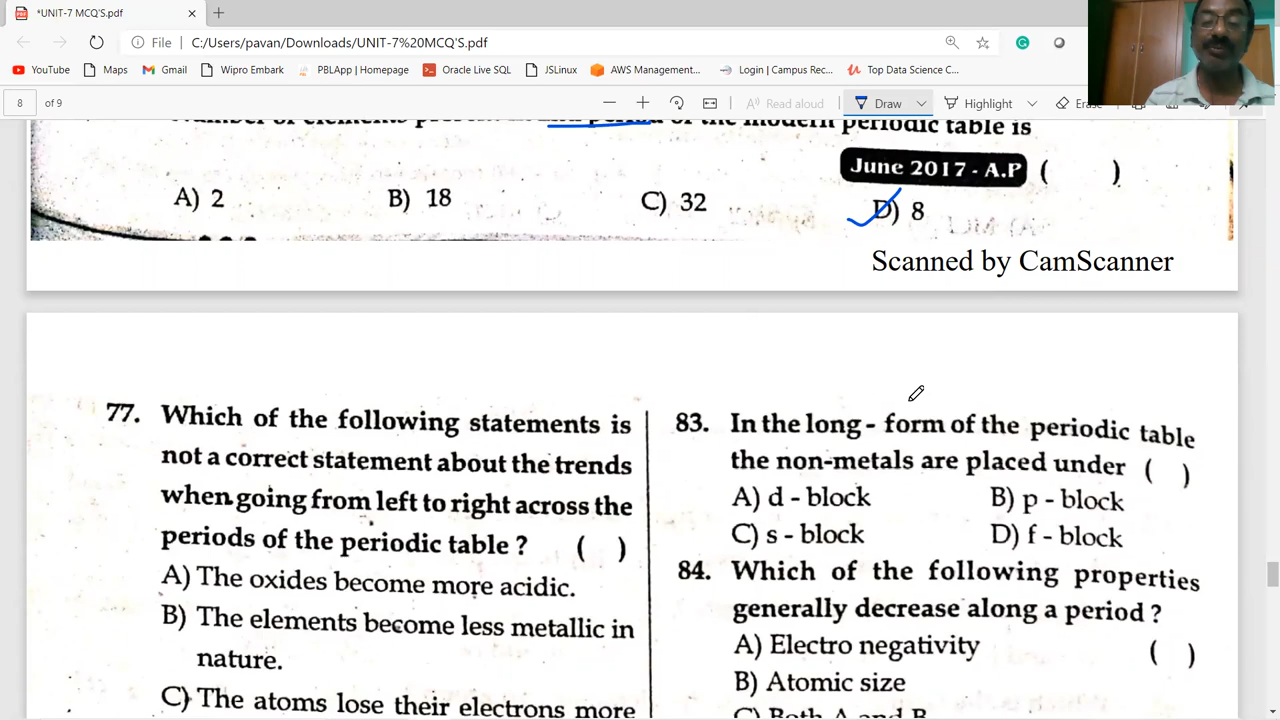 *UNIT-7 MCQ'S.pdf
File C:/Users/pavan/Downloads/UNIT-7%20MCQ'S.pdf
YouTube Maps Gmail Wipro Embark PBLApp | Homepage Oracle Live SQL JSLinux AWS Management... Login | Campus Rec... Top Data Science C...
8 of 9 Read aloud Draw Highlight Erase
of elements period of the modern periodic table is
June 2017 - A.P ( )
A) 2 B) 18 C) 32 D) 8
Scanned by CamScanner
77. Which of the following statements is
not a correct statement about the trends
when going from left to right across the
periods of the periodic table ? ( )
A) The oxides become more acidic.
B) The elements become less metallic in
nature.
C) The atoms lose their electrons more
83. In the long - form of the periodic table
the non-metals are placed under ( )
A) d - block B) p - block
C) s - block D) f - block
84. Which of the following properties
generally decrease along a period ?
A) Electro negativity ( )
B) Atomic size
C) Both A and B